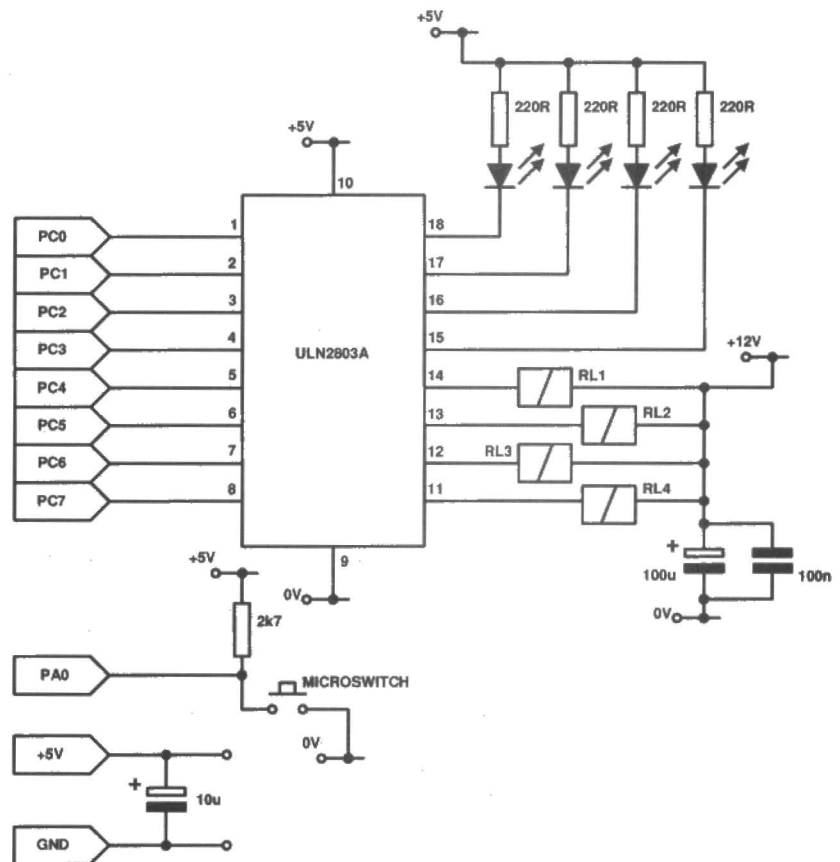 +5V
220R 220R 220R 220R
+5V
10
PC0 1 18
PC1 2 17
PC2 3 16
PC3 4 15
ULN2803A
+12V
PC4 5 14 RL1
PC5 6 13 RL2
PC6 7 12 RL3
PC7 8 11 RL4
9
+5V
0V
+
100u 100n
0V
2k7
PA0
MICROSWITCH
0V
+5V
+
10u
GND